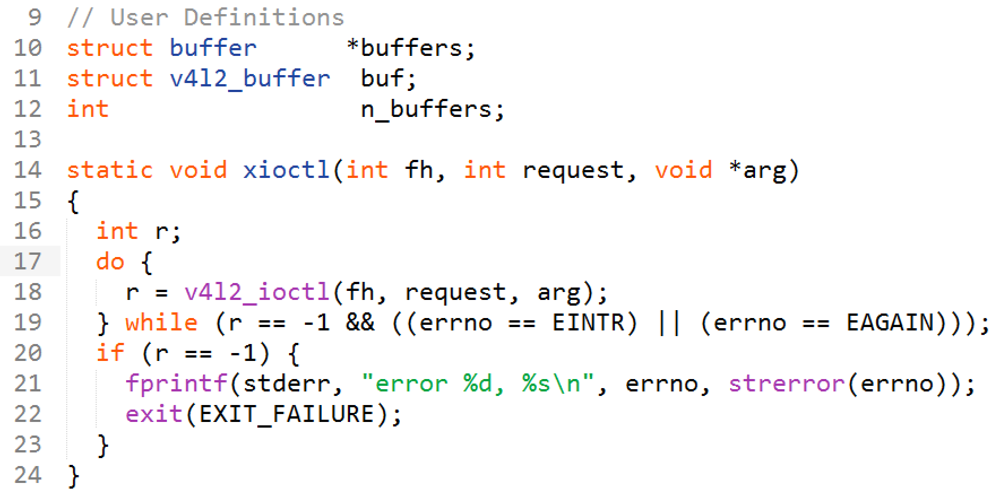 9 // User Definitions
10 struct buffer *buffers;
11 struct v4l2_buffer buf;
12 int n_buffers;
13
14 static void xioctl(int fh, int request, void *arg)
15 {
16 int r;
17 do {
18 r = v4l2_ioctl(fh, request, arg);
19 } while (r == -1 && ((errno == EINTR) || (errno == EAGAIN)));
20 if (r == -1) {
21 fprintf(stderr, "error %d, %s\n", errno, strerror(errno));
22 exit(EXIT_FAILURE);
23 }
24 }